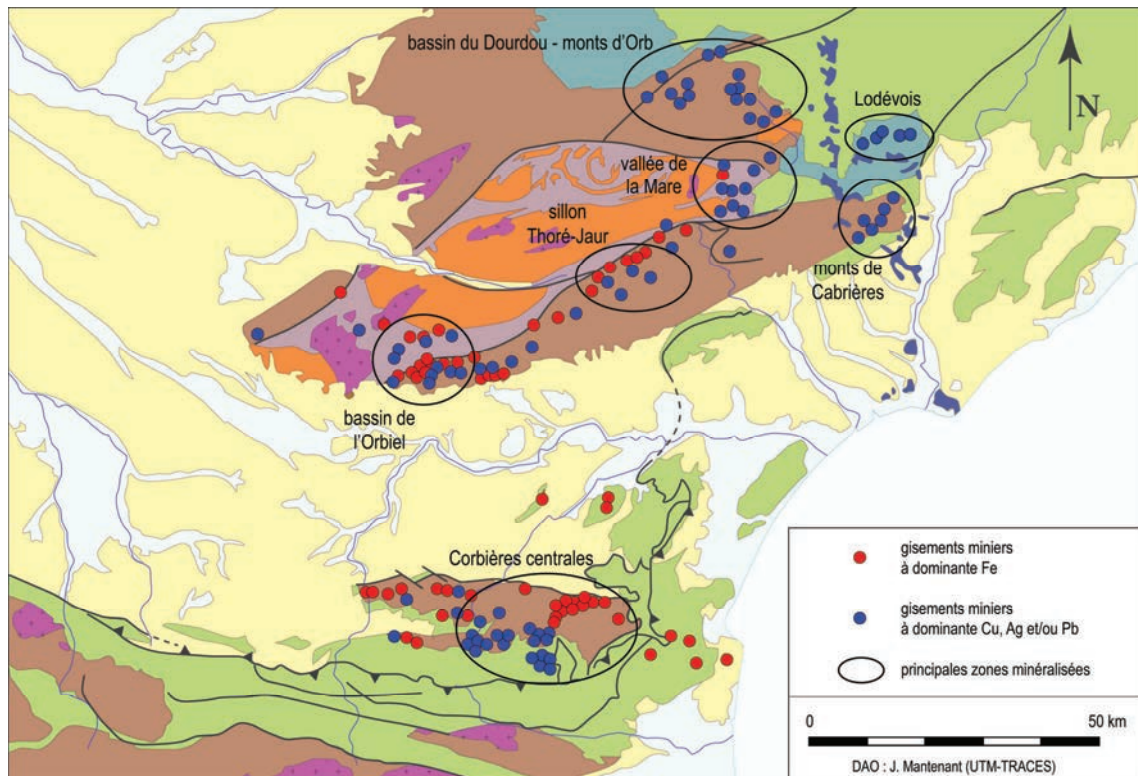 bassin du Dourdou - monts d'Orb
Lodévois
N
vallée de
la Mare
sillon
Thoré-Jaur
monts de
Cabrières
bassin de
l'Orbiel
Corbières centrales
gisements miniers
à dominante Fe
gisements miniers
à dominante Cu, Ag et/ou Pb
principales zones minéralisées
0 50 km
DAO : J. Mantenant (UTM-TRACES)